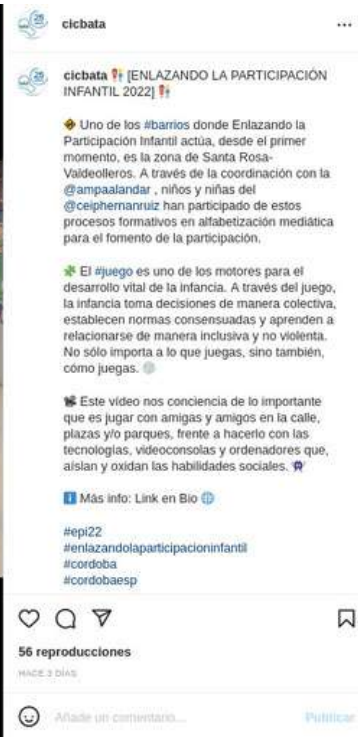 cicbata
cicbata [ENLAZANDO LA PARTICIPACIÓN
INFANTIL 2022]
Uno de los #barrios donde Enlazando la
Participación Infantil actúa, desde el primer
momento, es la zona de Santa Rosa-
Valdeolleros. A través de la coordinación con la
@ampaalandar , niños y niñas del
@ceiphernanruiz han participado de estos
procesos formativos en alfabetización mediática
para el fomento de la participación.
El #juego es uno de los motores para el
desarrollo vital de la infancia. A través del juego,
la infancia toma decisiones de manera colectiva,
establecen normas consensuadas y aprenden a
relacionarse de manera inclusiva y no violenta.
No sólo importa a lo que juegas, sino también,
cómo juegas.
Este vídeo nos conciencia de lo importante
que es jugar con amigas y amigos en la calle,
plazas y/o parques, frente a hacerlo con las
tecnologías, videoconsolas y ordenadores que,
aíslan y oxidan las habilidades sociales.
Más info: Link en Bio
#epi22
#enlazandolaparticipacioninfantil
#cordoba
#cordobaesp
56 reproducciones
HACE 3 DÍAS
Añade un comentario...
Publicar